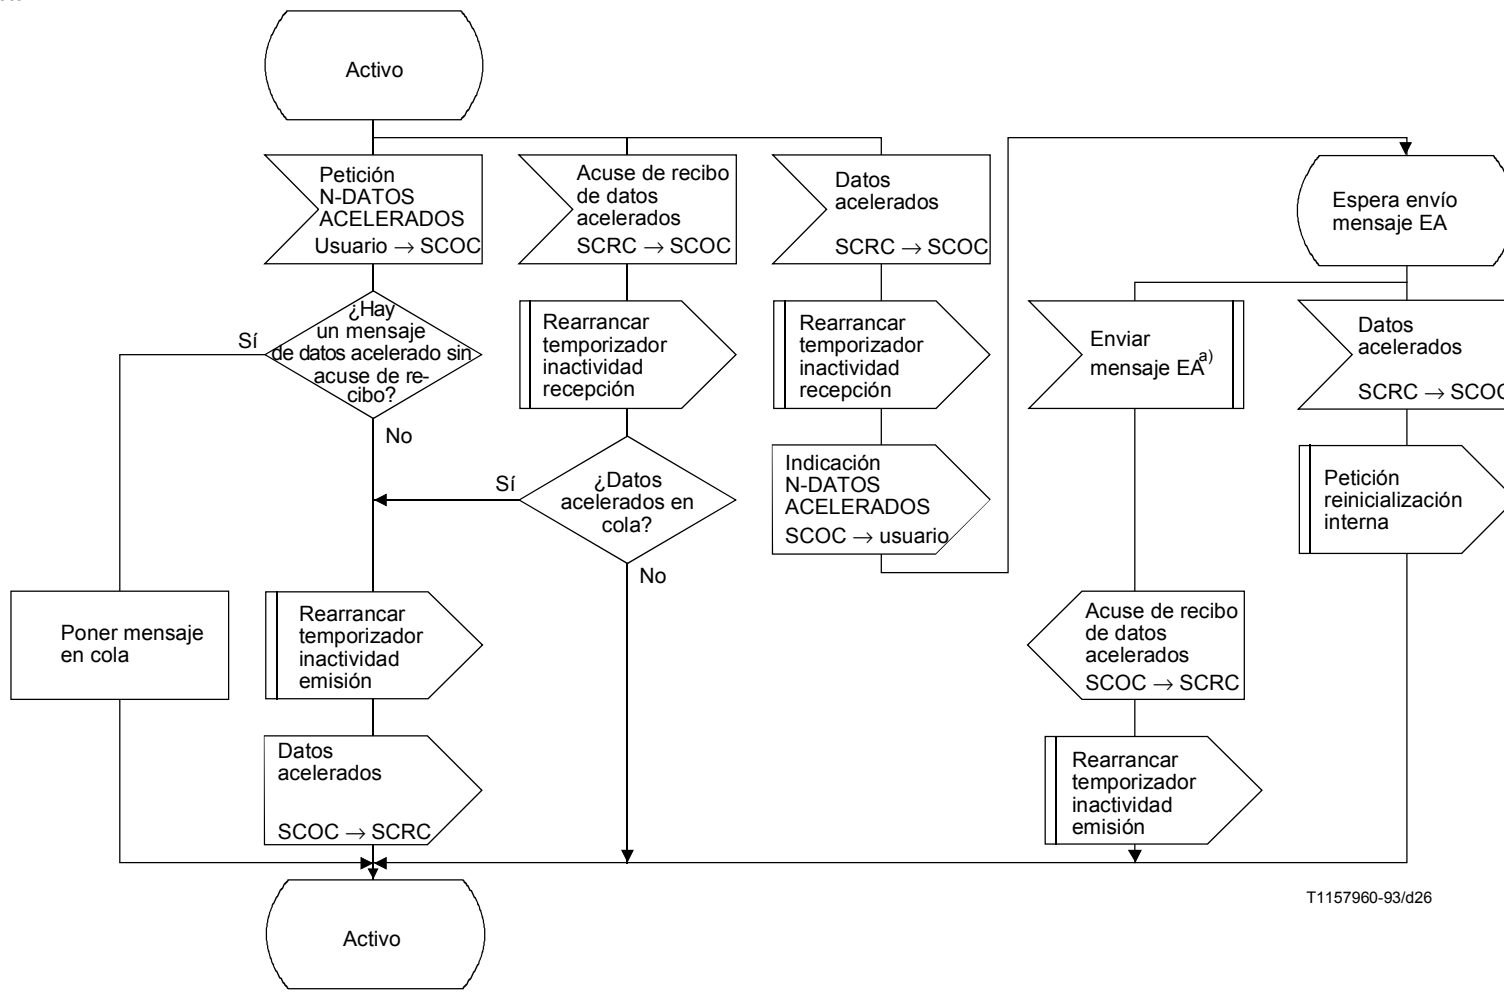 Activo
Petición
N-DATOS
ACELERADOS
Usuario → SCOC
Acuse de recibo
de datos
acelerados
SCRC → SCOC
Datos
acelerados
SCRC → SCOC
Espera envío
mensaje EA
¿Hay
un mensaje
de datos acelerado sin
acuse de re-
cibo?
Sí
No
Rearrancar
temporizador
inactividad
recepción
Rearrancar
temporizador
inactividad
recepción
Enviar
mensaje EA a)
Datos
acelerados
SCRC → SCOC
¿Datos
acelerados en
cola?
Sí
No
Indicación
N-DATOS
ACELERADOS
SCOC → usuario
Petición
reinicialización
interna
Poner mensaje
en cola
Rearrancar
temporizador
inactividad
emisión
Acuse de recibo
de datos
acelerados
SCOC → SCRC
Datos
acelerados
SCOC → SCRC
Rearrancar
temporizador
inactividad
emisión
Activo
T1157960-93/d26